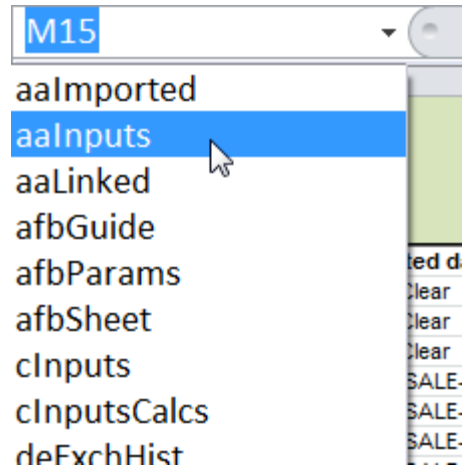 M15
aaImported
aaInputs
aaLinked
afbGuide
afbParams
afbSheet
cInputs
cInputsCalcs
deExchHist
Clear
Clear
Clear
SALE-
SALE-
SALE-